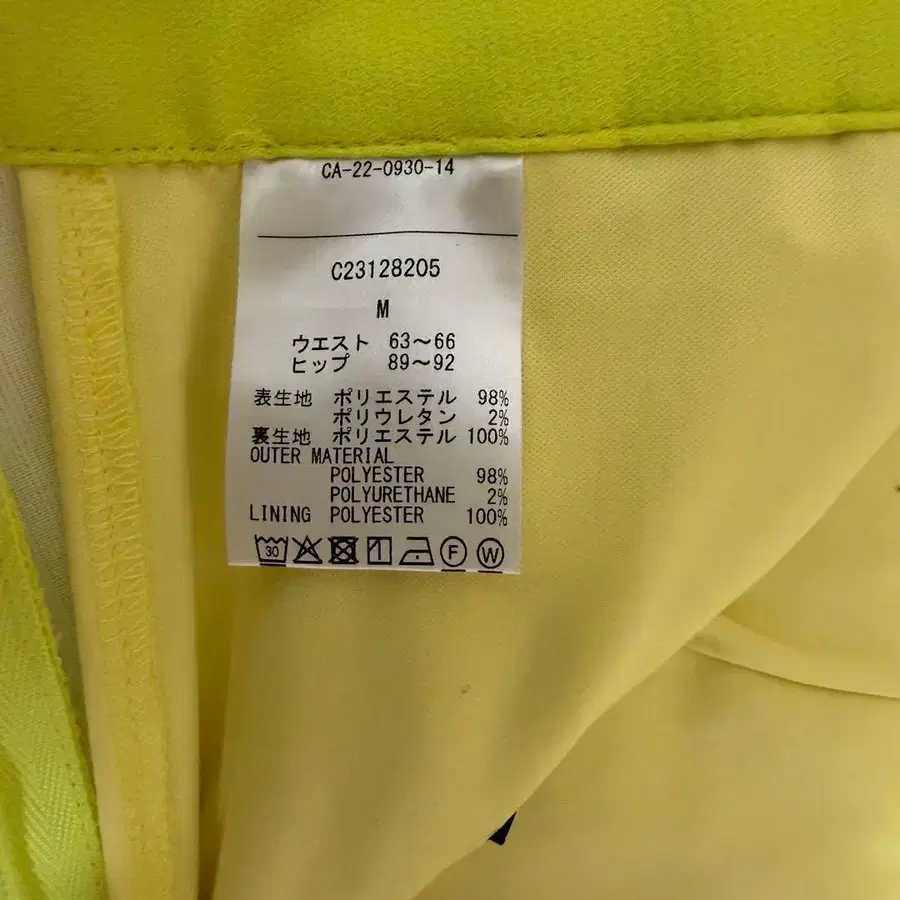 CA-22-0930-14
C23128205
M
ウエスト 63～66
ヒップ 89～92
表生地 ポリエステル 98%
ポリウレタン 2%
裏生地 ポリエステル 100%
OUTER MATERIAL
POLYESTER 98%
POLYURETHANE 2%
LINING POLYESTER 100%
30 F W